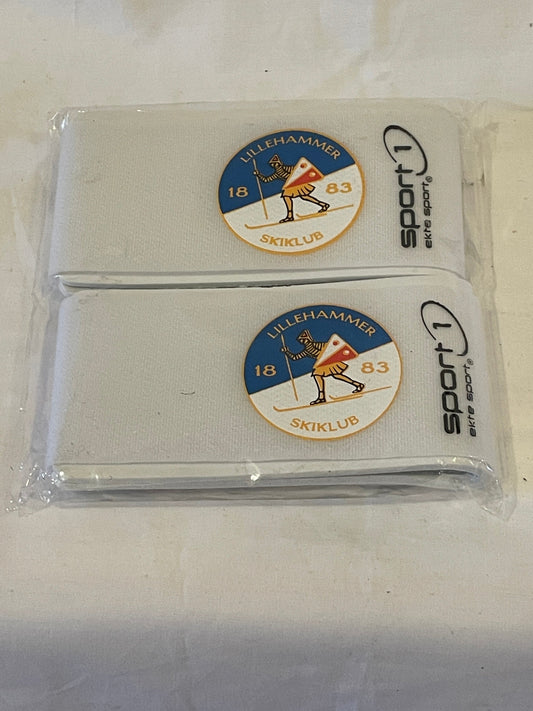 LILLEHAMMER
18 83
SKIKLUB
sport 1
ekte sport®
LILLEHAMMER
18 83
SKIKLUB
sport 1
ekte sport®